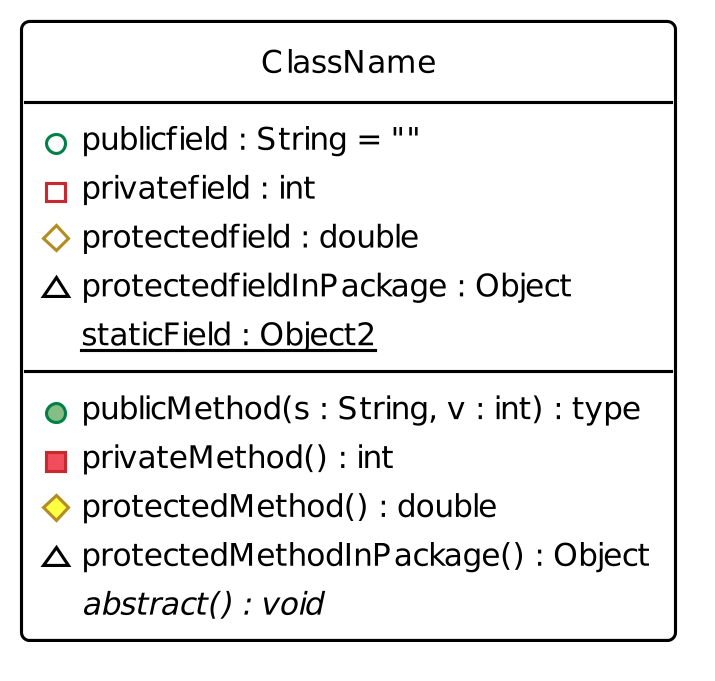 ClassName
publicfield : String = ""
privatefield : int
protectedfield : double
protectedfieldInPackage : Object
staticField : Object2
publicMethod(s : String, v : int) : type
privateMethod() : int
protectedMethod() : double
protectedMethodInPackage() : Object
abstract() : void